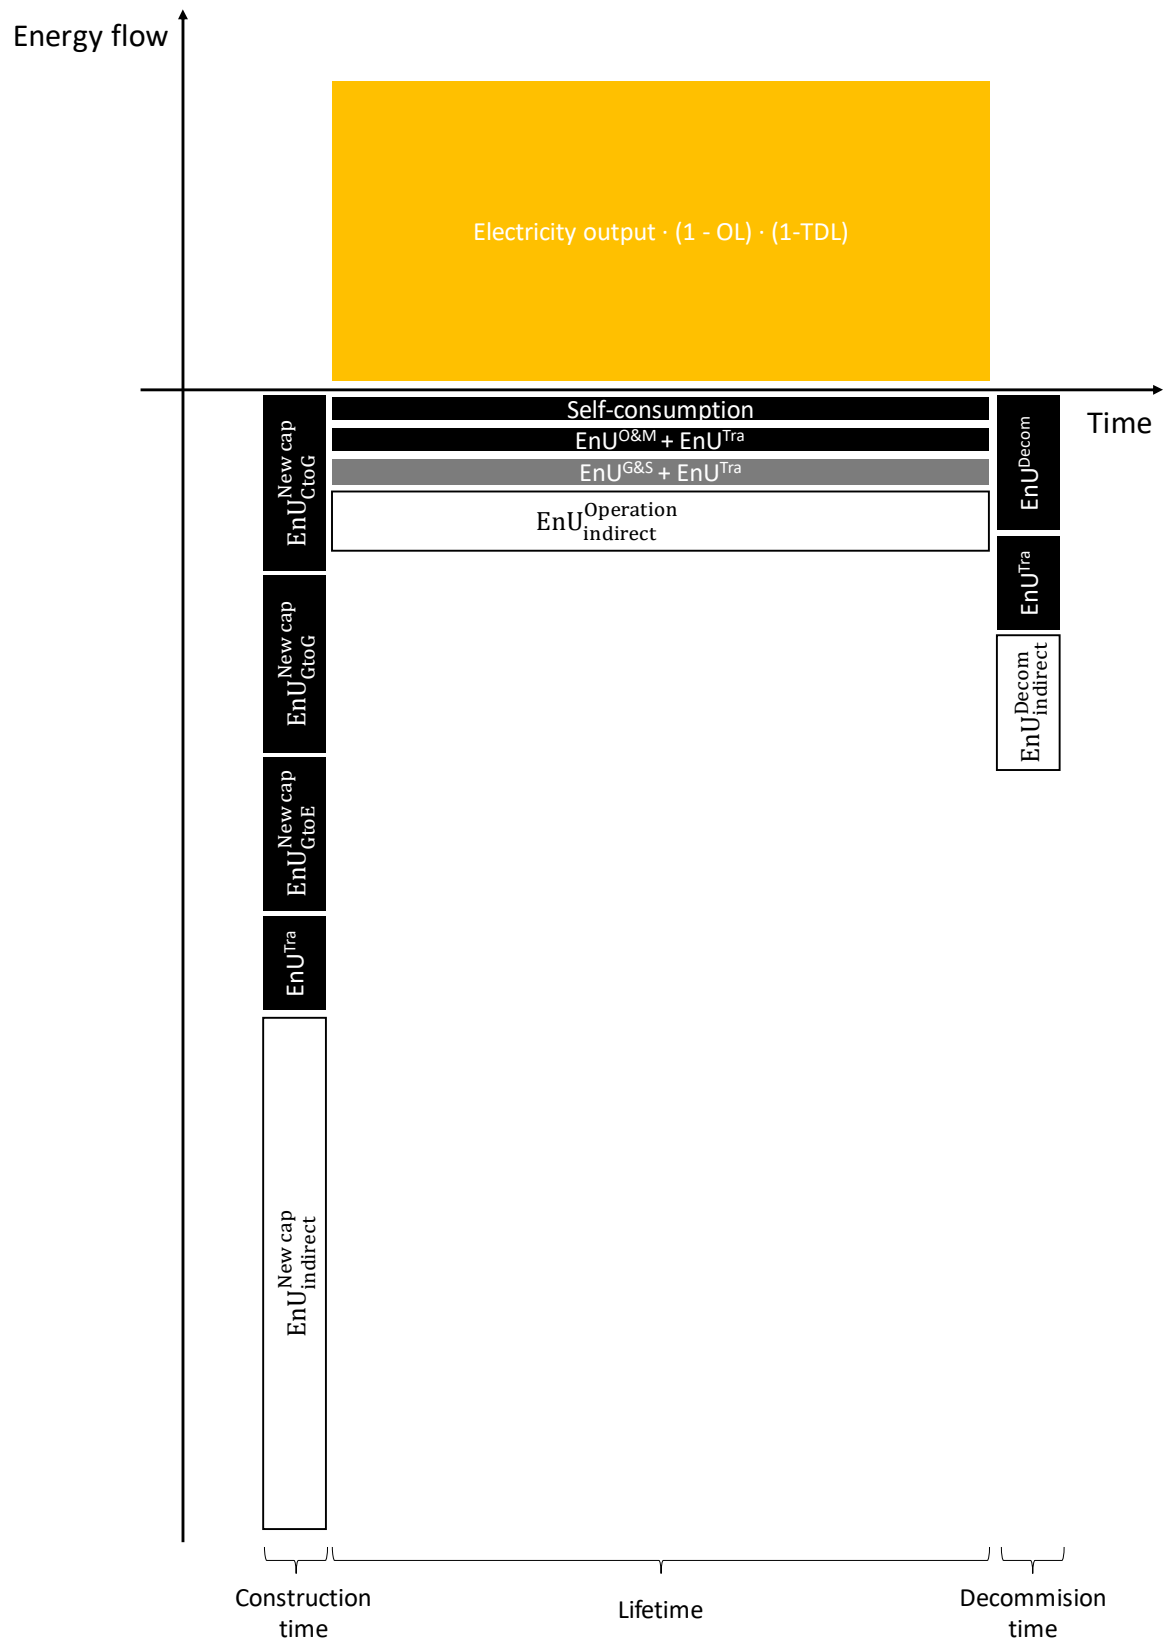 Energy flow
Electricity output · (1 - OL) · (1-TDL)
Time
Self-consumption
EnU^O&M + EnU^Tra
EnU^G&S + EnU^Tra
EnU^Operation_indirect
EnU^New cap_CtoG
EnU^New cap_GtoG
EnU^New cap_GtoE
EnU^Tra
EnU^New cap_indirect
EnU^Decom
EnU^Tra
EnU^Decom_indirect
Construction
time
Lifetime
Decommision
time